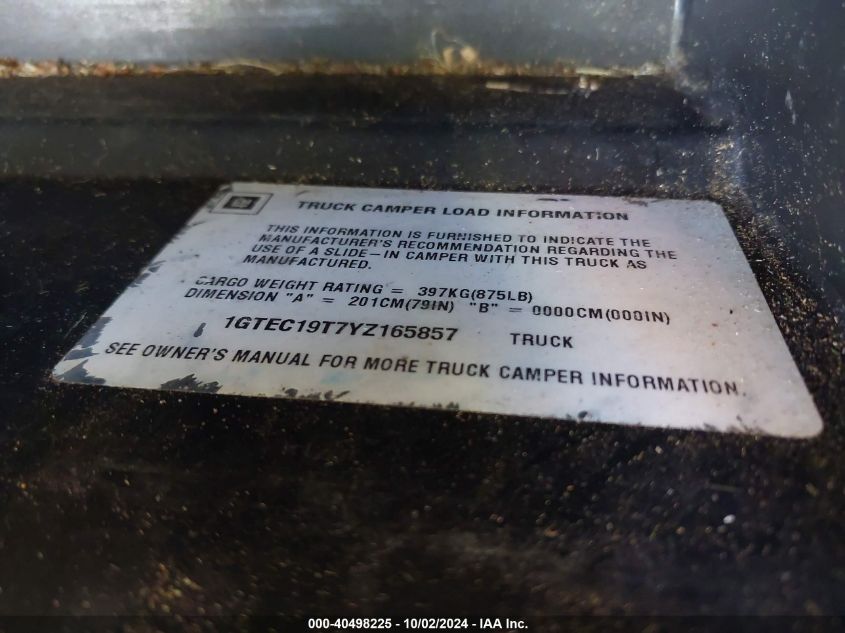 GM
TRUCK CAMPER LOAD INFORMATION
THIS INFORMATION IS FURNISHED TO INDICATE THE
MANUFACTURER'S RECOMMENDATION REGARDING THE
USE OF A SLIDE-IN CAMPER WITH THIS TRUCK AS
MANUFACTURED.
CARGO WEIGHT RATING = 397KG(875LB)
DIMENSION "A" = 201CM(79IN) "B" = 0000CM(000IN)
1GTEC19T7YZ165857 TRUCK
SEE OWNER'S MANUAL FOR MORE TRUCK CAMPER INFORMATION.
000-40498225 - 10/02/2024 - IAA Inc.